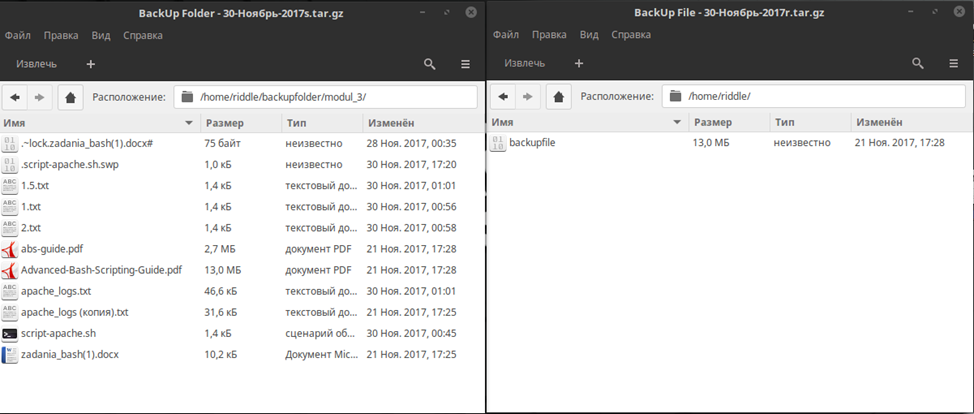 BackUp Folder - 30-Ноябрь-2017s.tar.gz
Файл Правка Вид Справка
Извлечь +
Расположение: /home/riddle/backupfolder/modul_3/
Имя Размер Тип Изменён
.~lock.zadania_bash(1).docx# 75 байт неизвестно 28 Ноя. 2017, 00:35
.script-apache.sh.swp 1,0 кБ неизвестно 30 Ноя. 2017, 17:20
1.5.txt 1,4 кБ текстовый до... 30 Ноя. 2017, 01:01
1.txt 1,4 кБ текстовый до... 30 Ноя. 2017, 00:56
2.txt 1,4 кБ текстовый до... 30 Ноя. 2017, 00:58
abs-guide.pdf 2,7 МБ документ PDF 21 Ноя. 2017, 17:28
Advanced-Bash-Scripting-Guide.pdf 13,0 МБ документ PDF 21 Ноя. 2017, 17:28
apache_logs.txt 46,6 кБ текстовый до... 30 Ноя. 2017, 01:01
apache_logs (копия).txt 31,6 кБ текстовый до... 21 Ноя. 2017, 17:25
script-apache.sh 1,4 кБ сценарий об... 30 Ноя. 2017, 00:45
zadania_bash(1).docx 10,2 кБ Документ Mic... 21 Ноя. 2017, 17:25
BackUp File - 30-Ноябрь-2017r.tar.gz
Файл Правка Вид Справка
Извлечь +
Расположение: /home/riddle/
Имя Размер Тип Изменён
backupfile 13,0 МБ неизвестно 21 Ноя. 2017, 17:28